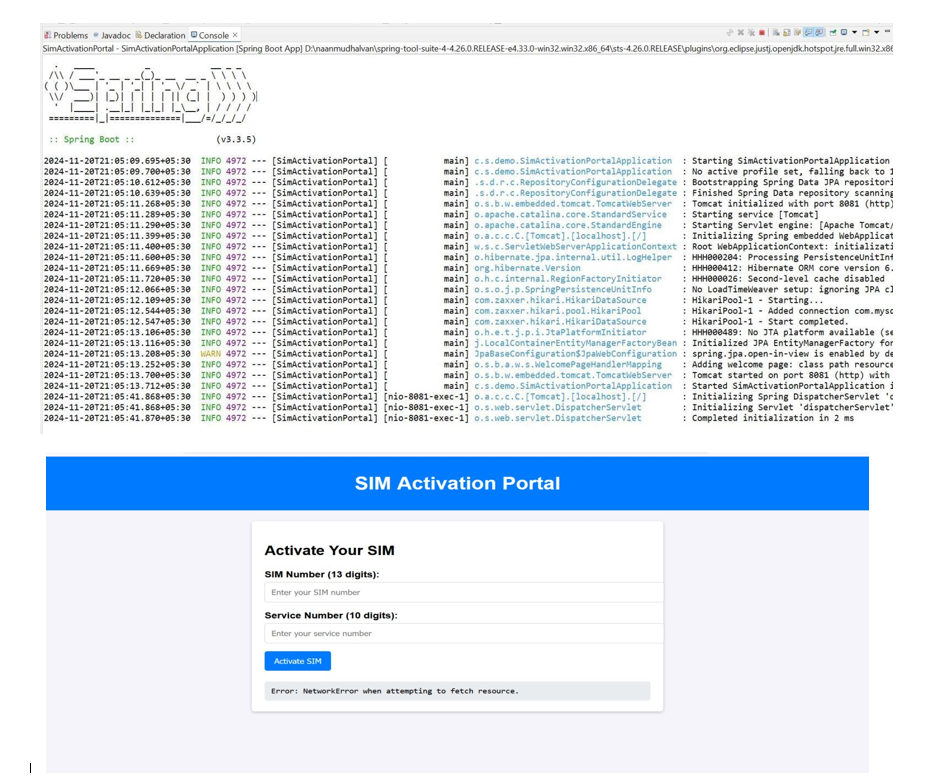 Problems Javadoc Declaration Console ×
SimActivationPortal - SimActivationPortalApplication [Spring Boot App] D:\naanmudhalvan\spring-tool-suite-4-4.26.0.RELEASE-e4.33.0-win32.win32.x86_64\sts-4.26.0.RELEASE\plugins\org.eclipse.justj.openjdk.hotspot.jre.full.win32.x86
:: Spring Boot :: (v3.3.5)
2024-11-20T21:05:09.695+05:30 INFO 4972 --- [SimActivationPortal] [ main] c.s.demo.SimActivationPortalApplication : Starting SimActivationPortalApplication
2024-11-20T21:05:09.700+05:30 INFO 4972 --- [SimActivationPortal] [ main] c.s.demo.SimActivationPortalApplication : No active profile set, falling back to 1
2024-11-20T21:05:10.612+05:30 INFO 4972 --- [SimActivationPortal] [ main] .s.d.r.c.RepositoryConfigurationDelegate : Bootstrapping Spring Data JPA repositori
2024-11-20T21:05:10.639+05:30 INFO 4972 --- [SimActivationPortal] [ main] .s.d.r.c.RepositoryConfigurationDelegate : Finished Spring Data repository scanning
2024-11-20T21:05:11.268+05:30 INFO 4972 --- [SimActivationPortal] [ main] o.s.b.w.embedded.tomcat.TomcatWebServer : Tomcat initialized with port 8081 (http)
2024-11-20T21:05:11.289+05:30 INFO 4972 --- [SimActivationPortal] [ main] o.apache.catalina.core.StandardService : Starting service [Tomcat]
2024-11-20T21:05:11.290+05:30 INFO 4972 --- [SimActivationPortal] [ main] o.apache.catalina.core.StandardEngine : Starting Servlet engine: [Apache Tomcat/
2024-11-20T21:05:11.399+05:30 INFO 4972 --- [SimActivationPortal] [ main] o.a.c.c.C.[Tomcat].[localhost].[/] : Initializing Spring embedded WebApplicat
2024-11-20T21:05:11.400+05:30 INFO 4972 --- [SimActivationPortal] [ main] w.s.c.ServletWebServerApplicationContext : Root WebApplicationContext: initializati
2024-11-20T21:05:11.600+05:30 INFO 4972 --- [SimActivationPortal] [ main] o.hibernate.jpa.internal.util.LogHelper : HHH000204: Processing PersistenceUnitInf
2024-11-20T21:05:11.669+05:30 INFO 4972 --- [SimActivationPortal] [ main] org.hibernate.Version : HHH000412: Hibernate ORM core version 6.
2024-11-20T21:05:11.720+05:30 INFO 4972 --- [SimActivationPortal] [ main] o.h.c.internal.RegionFactoryInitiator : HHH000026: Second-level cache disabled
2024-11-20T21:05:12.066+05:30 INFO 4972 --- [SimActivationPortal] [ main] o.s.o.j.p.SpringPersistenceUnitInfo : No LoadTimeWeaver setup: ignoring JPA cl
2024-11-20T21:05:12.109+05:30 INFO 4972 --- [SimActivationPortal] [ main] com.zaxxer.hikari.HikariDataSource : HikariPool-1 - Starting...
2024-11-20T21:05:12.544+05:30 INFO 4972 --- [SimActivationPortal] [ main] com.zaxxer.hikari.pool.HikariPool : HikariPool-1 - Added connection com.mysq
2024-11-20T21:05:12.547+05:30 INFO 4972 --- [SimActivationPortal] [ main] com.zaxxer.hikari.HikariDataSource : HikariPool-1 - Start completed.
2024-11-20T21:05:13.106+05:30 INFO 4972 --- [SimActivationPortal] [ main] o.h.e.t.j.p.i.JtaPlatformInitiator : HHH000489: No JTA platform available (se
2024-11-20T21:05:13.116+05:30 INFO 4972 --- [SimActivationPortal] [ main] j.LocalContainerEntityManagerFactoryBean : Initialized JPA EntityManagerFactory for
2024-11-20T21:05:13.208+05:30 WARN 4972 --- [SimActivationPortal] [ main] JpaBaseConfiguration$JpaWebConfiguration : spring.jpa.open-in-view is enabled by de
2024-11-20T21:05:13.252+05:30 INFO 4972 --- [SimActivationPortal] [ main] o.s.b.a.w.s.WelcomePageHandlerMapping : Adding welcome page: class path resource
2024-11-20T21:05:13.700+05:30 INFO 4972 --- [SimActivationPortal] [ main] o.s.b.w.embedded.tomcat.TomcatWebServer : Tomcat started on port 8081 (http) with
2024-11-20T21:05:13.712+05:30 INFO 4972 --- [SimActivationPortal] [ main] c.s.demo.SimActivationPortalApplication : Started SimActivationPortalApplication i
2024-11-20T21:05:41.868+05:30 INFO 4972 --- [SimActivationPortal] [nio-8081-exec-1] o.a.c.c.C.[Tomcat].[localhost].[/] : Initializing Spring DispatcherServlet 'd
2024-11-20T21:05:41.868+05:30 INFO 4972 --- [SimActivationPortal] [nio-8081-exec-1] o.s.web.servlet.DispatcherServlet : Initializing Servlet 'dispatcherServlet'
2024-11-20T21:05:41.870+05:30 INFO 4972 --- [SimActivationPortal] [nio-8081-exec-1] o.s.web.servlet.DispatcherServlet : Completed initialization in 2 ms
SIM Activation Portal
Activate Your SIM
SIM Number (13 digits):
Enter your SIM number
Service Number (10 digits):
Enter your service number
Activate SIM
Error: NetworkError when attempting to fetch resource.